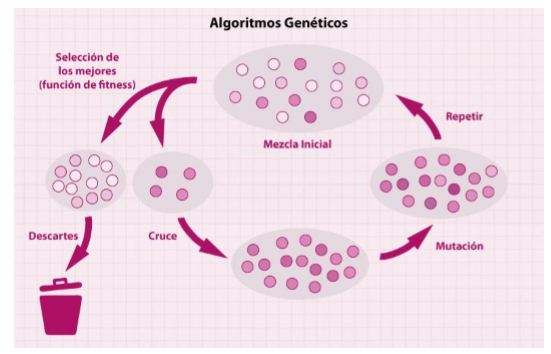 Algoritmos Genéticos
Selección de
los mejores
(función de fitness)
Mezcla Inicial
Repetir
Descartes
Cruce
Mutación